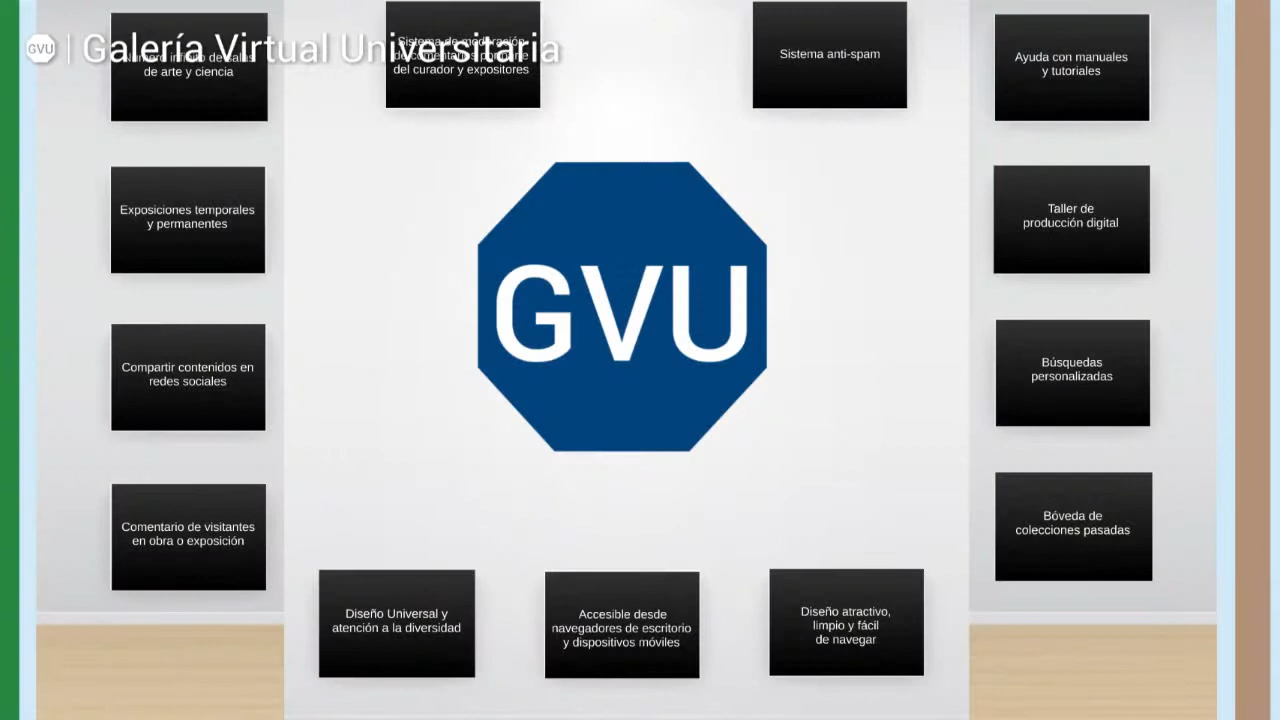 GVU | Galería Virtual Universitaria
de arte y ciencia
Sistema de moderación
del curador y expositores
Sistema anti-spam
Ayuda con manuales
y tutoriales
Exposiciones temporales
y permanentes
Taller de
producción digital
GVU
Compartir contenidos en
redes sociales
Búsquedas
personalizadas
Comentario de visitantes
en obra o exposición
Bóveda de
colecciones pasadas
Diseño Universal y
atención a la diversidad
Accesible desde
navegadores de escritorio
y dispositivos móviles
Diseño atractivo,
limpio y fácil
de navegar